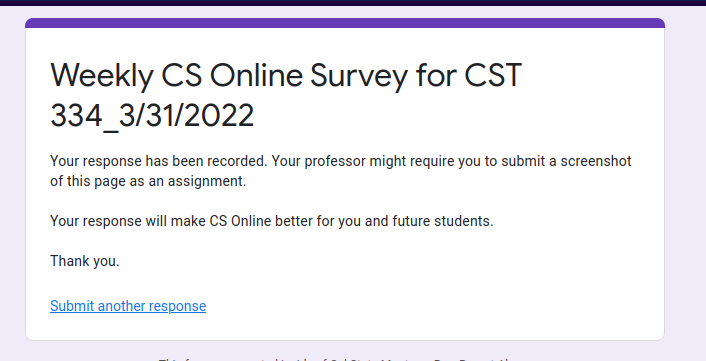 Weekly CS Online Survey for CST
334_3/31/2022
Your response has been recorded. Your professor might require you to submit a screenshot
of this page as an assignment.
Your response will make CS Online better for you and future students.
Thank you.
Submit another response